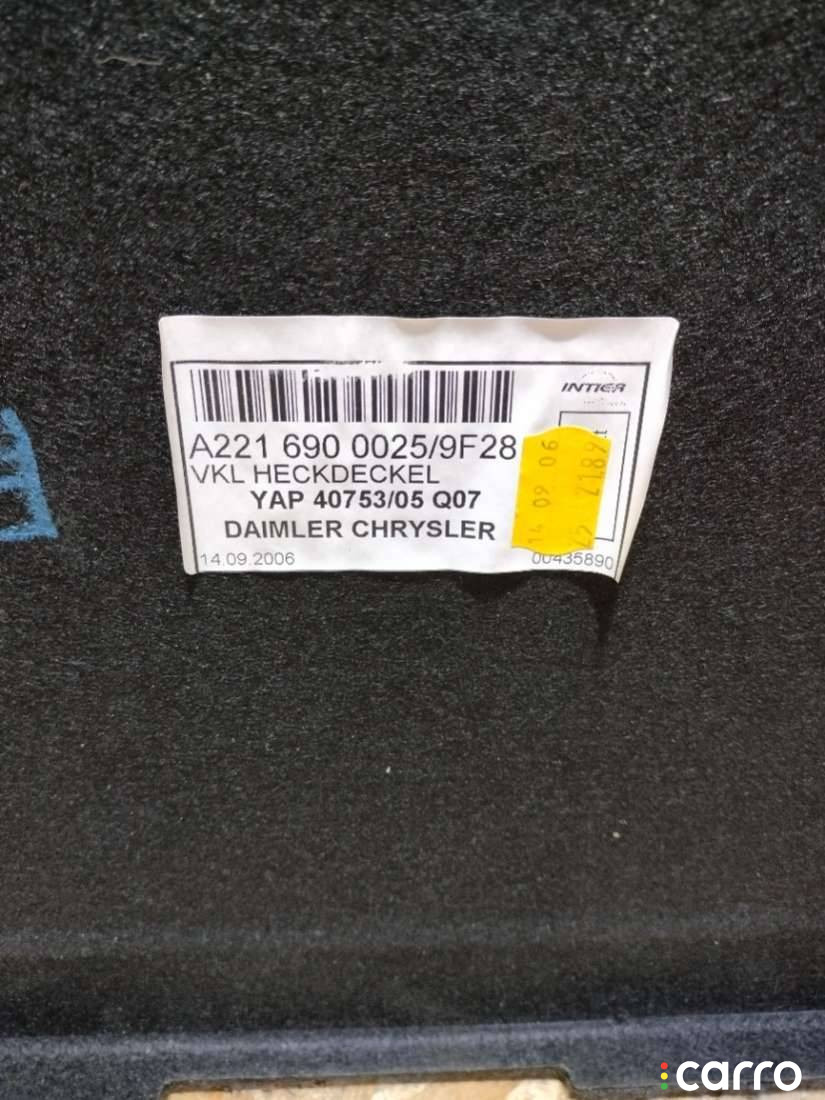 INTIER
A221 690 0025/9F28
VKL HECKDECKEL
YAP 40753/05 Q07
DAIMLER CHRYSLER
14.09.2006
00435890
14 09 06
carro